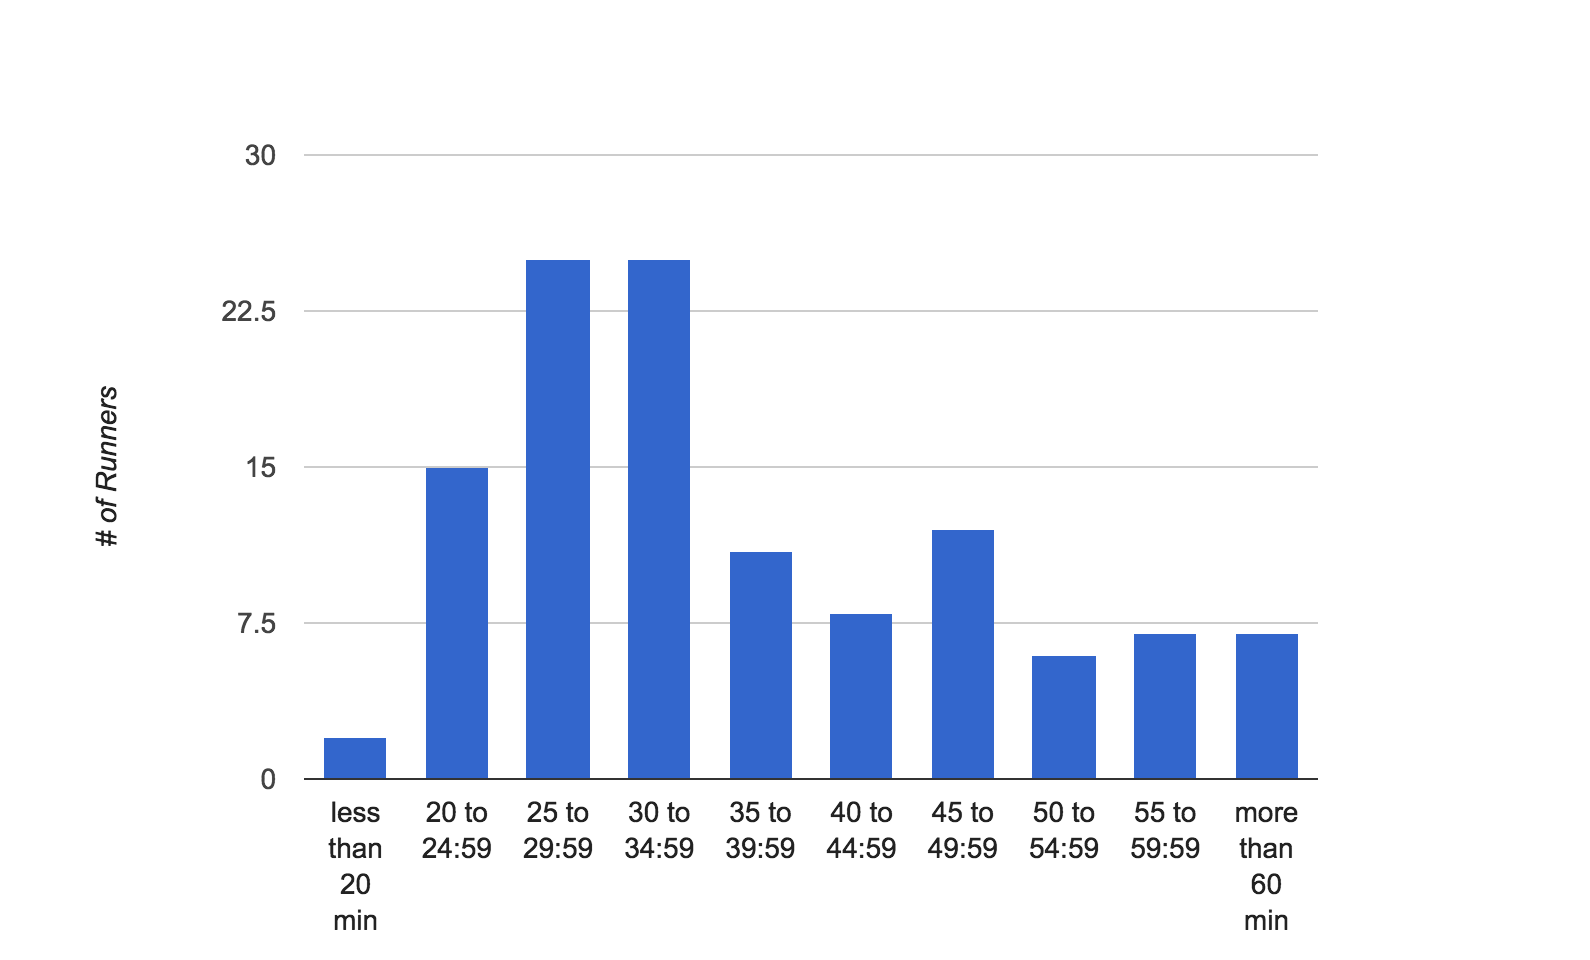 30
22.5
15
7.5
0
# of Runners
less
than
20
min
20 to
24:59
25 to
29:59
30 to
34:59
35 to
39:59
40 to
44:59
45 to
49:59
50 to
54:59
55 to
59:59
more
than
60
min